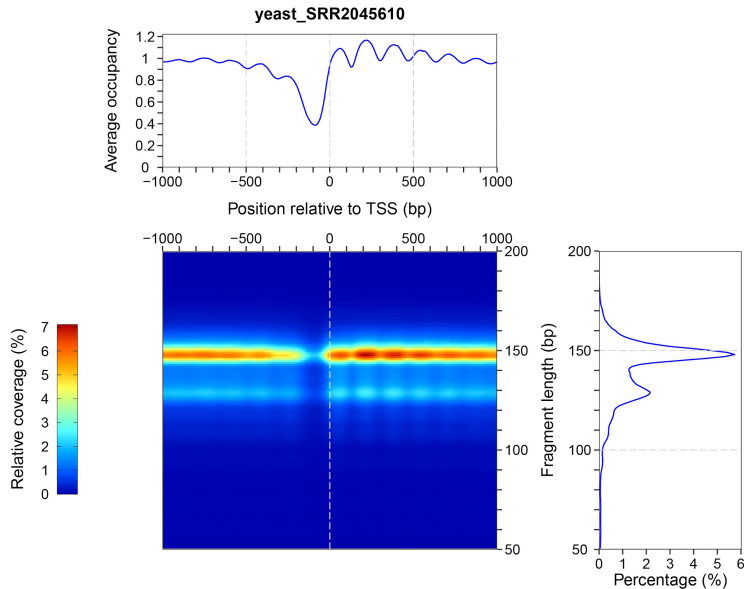 yeast_SRR2045610
Average occupancy
1.2
1
0.8
0.6
0.4
0.2
0
−1000 −500 0 500 1000
Position relative to TSS (bp)
−1000 −500 0 500 1000
Relative coverage (%)
7
6
5
4
3
2
1
0
200
150
100
50
Fragment length (bp)
200
150
100
50
0 1 2 3 4 5 6
Percentage (%)